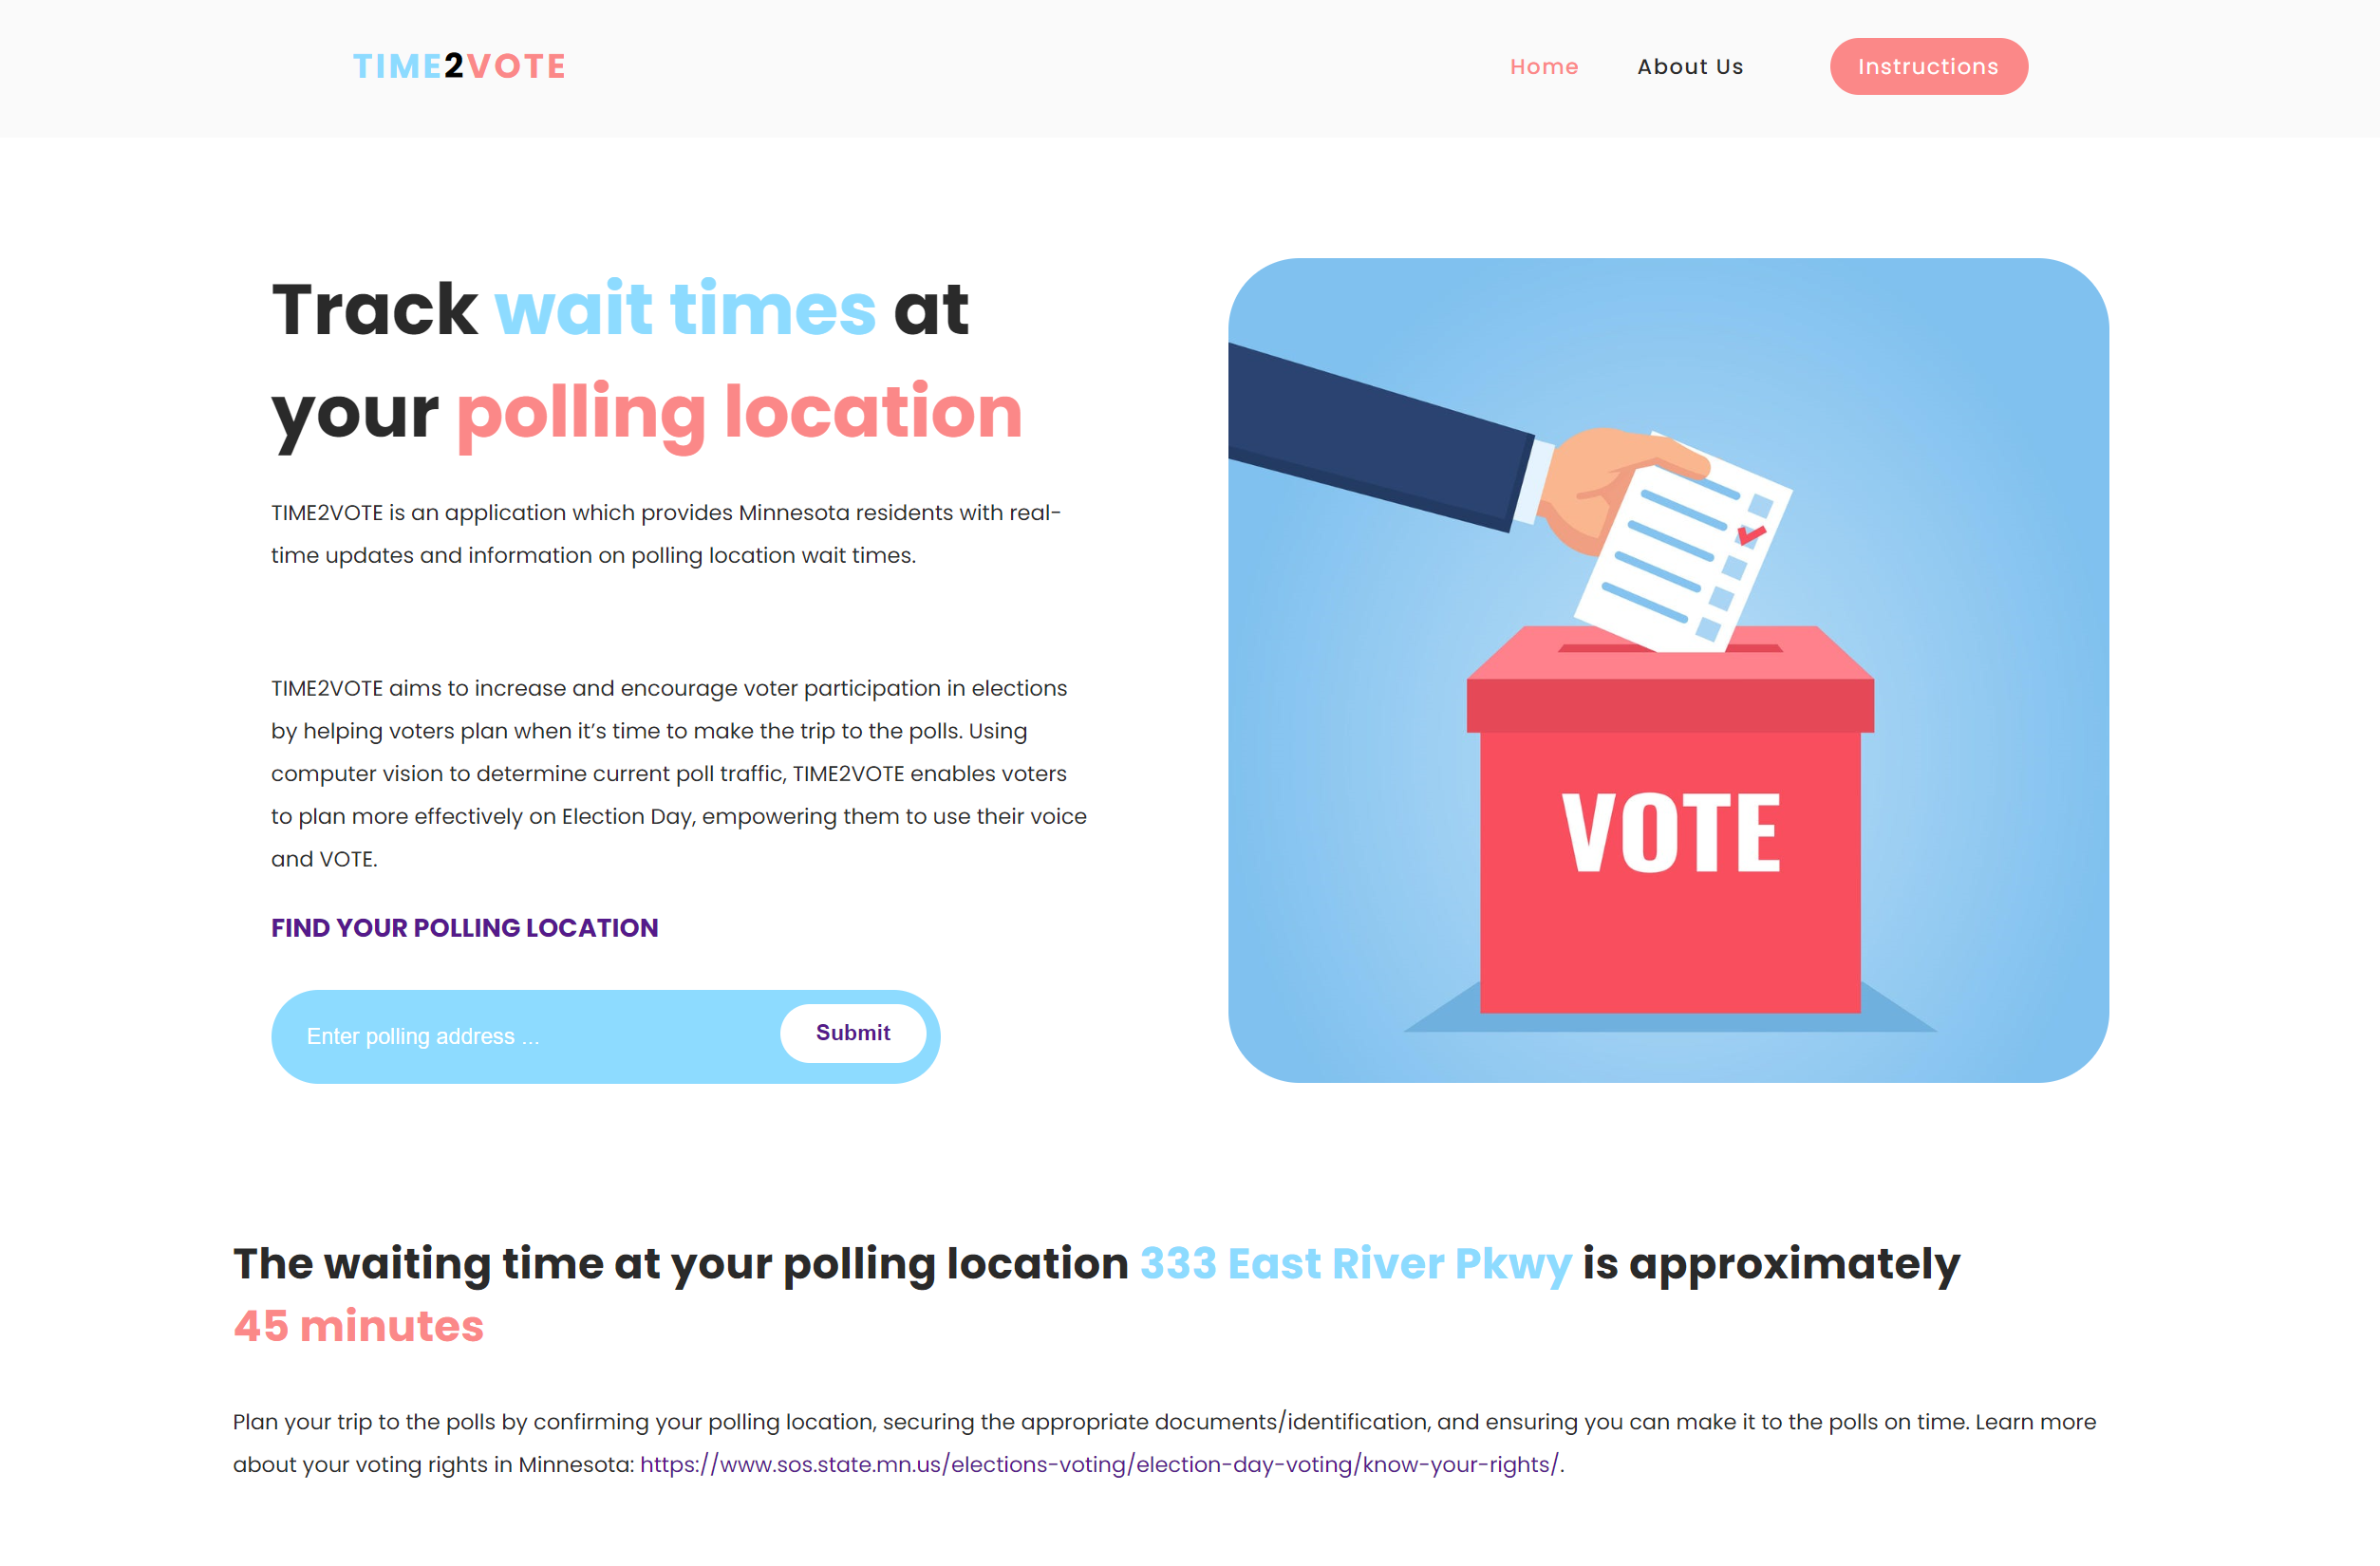 TIME2VOTE
Home
About Us
Instructions
Track wait times at
your polling location
TIME2VOTE is an application which provides Minnesota residents with real-
time updates and information on polling location wait times.
TIME2VOTE aims to increase and encourage voter participation in elections
by helping voters plan when it’s time to make the trip to the polls. Using
computer vision to determine current poll traffic, TIME2VOTE enables voters
to plan more effectively on Election Day, empowering them to use their voice
and VOTE.
FIND YOUR POLLING LOCATION
Enter polling address ...
Submit
VOTE
The waiting time at your polling location 333 East River Pkwy is approximately
45 minutes
Plan your trip to the polls by confirming your polling location, securing the appropriate documents/identification, and ensuring you can make it to the polls on time. Learn more
about your voting rights in Minnesota: https://www.sos.state.mn.us/elections-voting/election-day-voting/know-your-rights/.